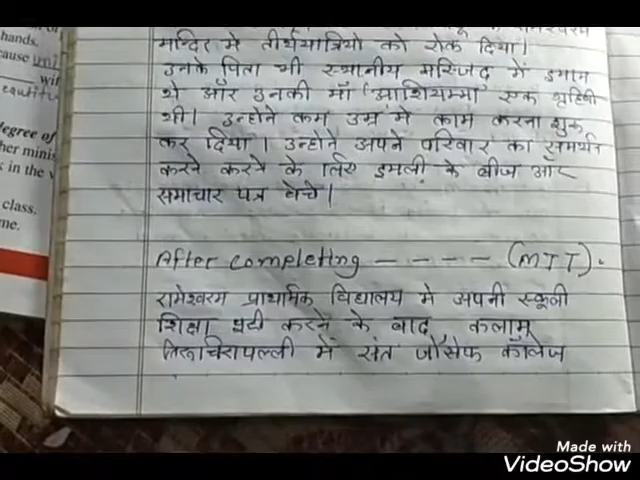 मन्दिर मे तीर्थयात्रियो को रोक दिया।
उनके पिता भी स्थानीय मस्जिद में इमाम
थे और उनकी माँ 'आशियम्मा' एक गृहिणी
थी। उन्होने कम उम्र मे काम करना शुरू
कर दिया। उन्होने अपने परिवार का समर्थन
करने करने के लिए इमली के बीज और
समाचार पत्र बेचे।
After completing - - - - (MIT).
रामेश्वरम प्राथमिक विद्यालय मे अपनी स्कूली
शिक्षा पूरी करने के बाद कलाम
तिरूचिरापल्ली में संत जोसेफ कॉलेज
hands.
cause
wi
degree of
her minis
in the
class.
me.
Made with
VideoShow